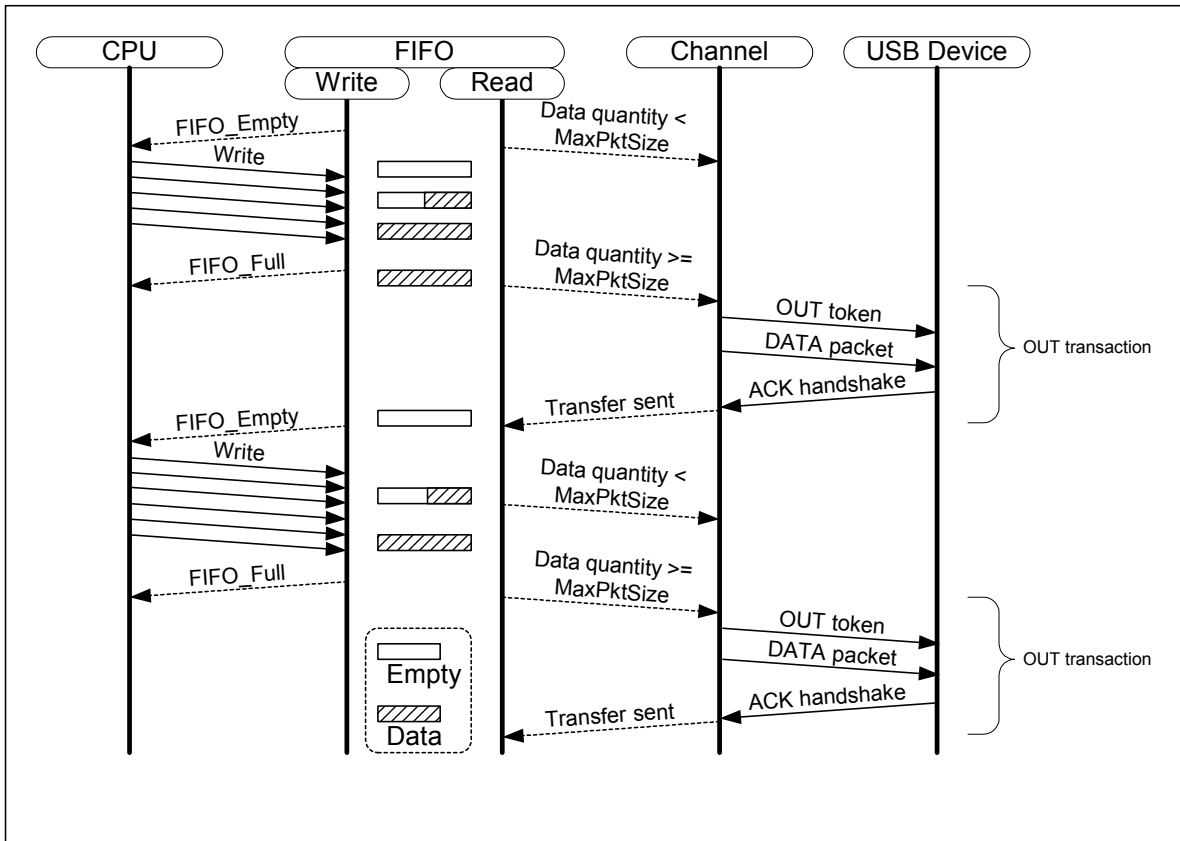 CPU
FIFO
Channel
USB Device
Write
Read
FIFO_Empty
Data quantity <
MaxPktSize
Write
FIFO_Full
Data quantity >=
MaxPktSize
OUT token
DATA packet
OUT transaction
ACK handshake
Transfer sent
FIFO_Empty
Write
Data quantity <
MaxPktSize
FIFO_Full
Data quantity >=
MaxPktSize
OUT token
DATA packet
OUT transaction
ACK handshake
Transfer sent
Empty
Data